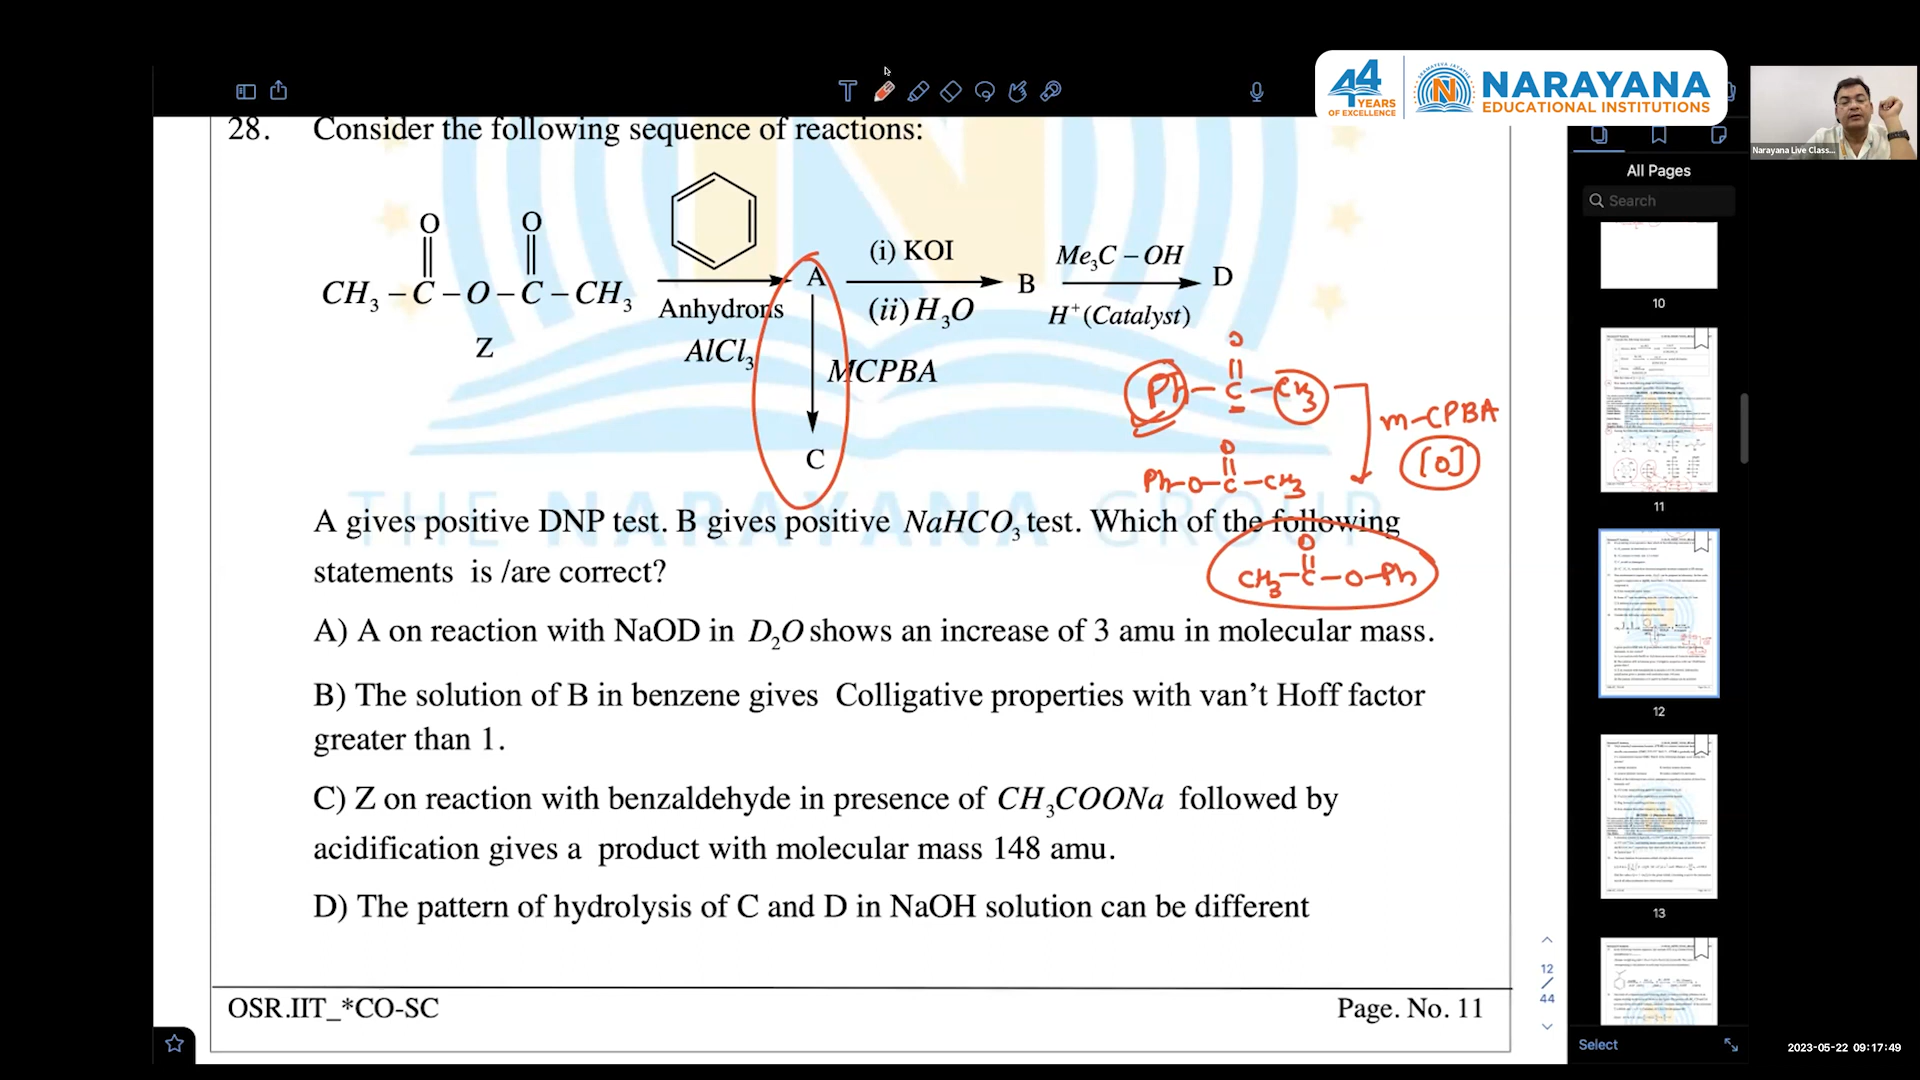 44 YEARS OF EXCELLENCE
NARAYANA
EDUCATIONAL INSTITUTIONS
Narayana Live Class...
28. Consider the following sequence of reactions:
O O
CH3 – C – O – C – CH3
Z
Anhydrons
AlCl3
A
(i) KOI
(ii) H3O
B
Me3C – OH
H+ (Catalyst)
D
MCPBA
C
O
Ph–C–CH3
m-CPBA
[O]
O
Ph–O–C–CH3
A gives positive DNP test. B gives positive NaHCO3 test. Which of the following
statements is /are correct?
O
CH3–C–O–Ph
A) A on reaction with NaOD in D2O shows an increase of 3 amu in molecular mass.
B) The solution of B in benzene gives Colligative properties with van’t Hoff factor
greater than 1.
C) Z on reaction with benzaldehyde in presence of CH3COONa followed by
acidification gives a product with molecular mass 148 amu.
D) The pattern of hydrolysis of C and D in NaOH solution can be different
OSR.IIT_*CO-SC
Page. No. 11
THE NARAYANA GROUP
All Pages
Search
10
11
12
13
12
/
44
Select
2023-05-22 09:17:49